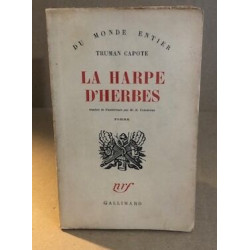 DU MONDE ENTIER
TRUMAN CAPOTE
LA HARPE
D'HERBES
ROMAN
nrf
GALLIMARD